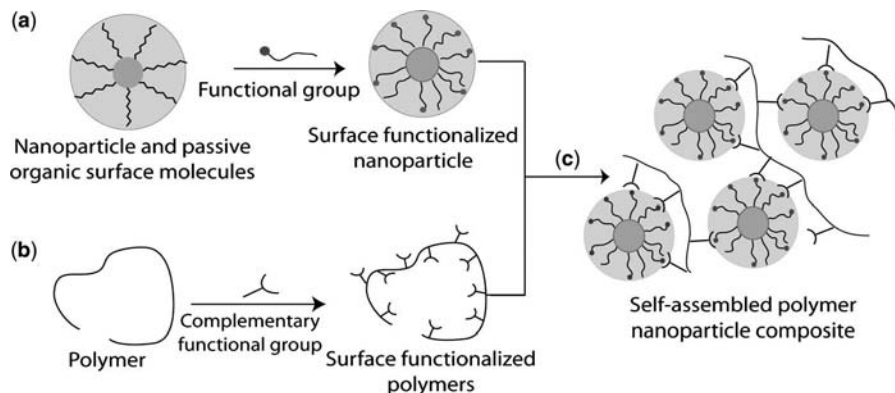 (a)
Functional group
Nanoparticle and passive
organic surface molecules
Surface functionalized
nanoparticle
(b)
Polymer
Complementary
functional group
Surface functionalized
polymers
(c)
Self-assembled polymer
nanoparticle composite